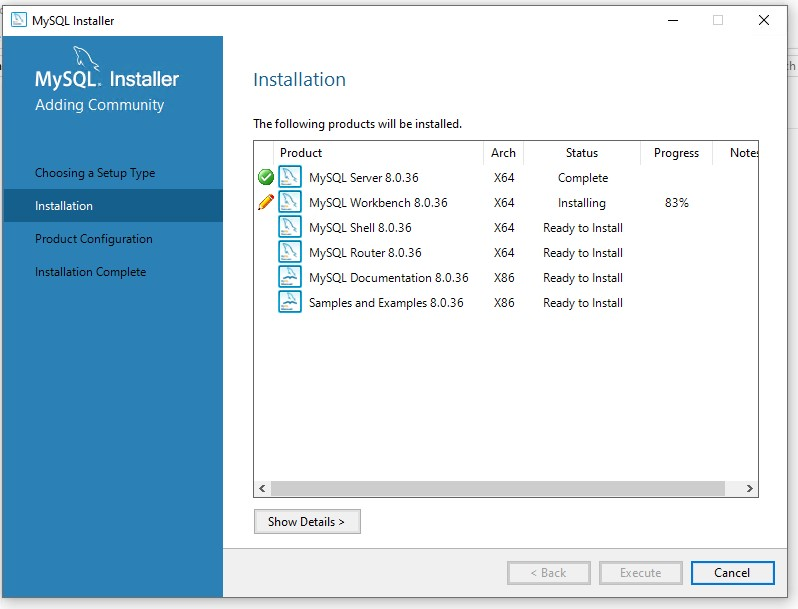 MySQL Installer
MySQL. Installer
Adding Community
Choosing a Setup Type
Installation
Product Configuration
Installation Complete
Installation
The following products will be installed.
Product Arch Status Progress Notes
MySQL Server 8.0.36 X64 Complete
MySQL Workbench 8.0.36 X64 Installing 83%
MySQL Shell 8.0.36 X64 Ready to Install
MySQL Router 8.0.36 X64 Ready to Install
MySQL Documentation 8.0.36 X86 Ready to Install
Samples and Examples 8.0.36 X86 Ready to Install
Show Details >
< Back Execute Cancel